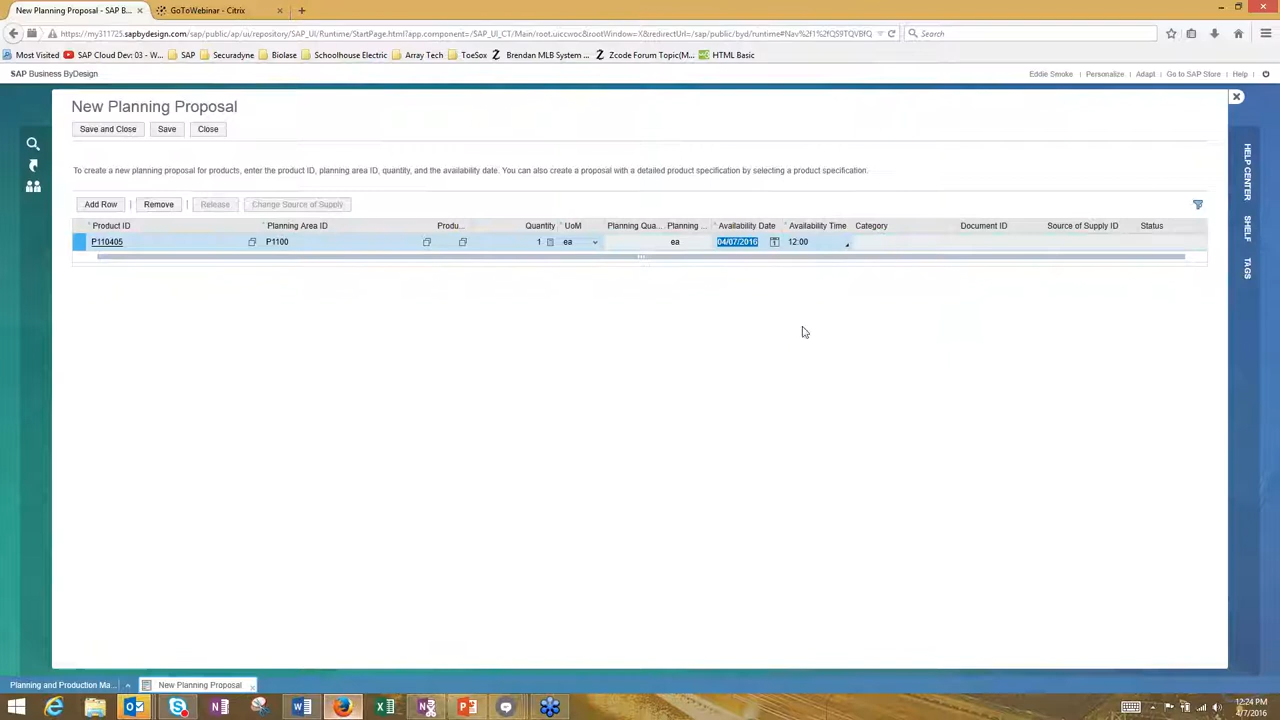 New Planning Proposal - SAP B...
GoToWebinar - Citrix
https://my311725.sapbydesign.com/sap/public/ap/ui/repository/SAP_UI/Runtime/StartPage.html?app.component=/SAP_UI_CT/Main/root.uiccwoc&rootWindow=X&redirectUrl=/sap/public/byd/runtime#Nav
Search
Most Visited
SAP Cloud Dev: 03 - W...
SAP
Securadyne
Biolase
Schoolhouse Electric
Array Tech
ToeSox
Brendan MLB System ...
Zcode Forum Topic(M...
HTML Basic
SAP Business ByDesign
Eddie Smoke
Personalize
Adapt
Go to SAP Store
Help
New Planning Proposal
Save and Close
Save
Close
To create a new planning proposal for products, enter the product ID, planning area ID, quantity, and the availability date. You can also create a proposal with a detailed product specification by selecting a product specification.
Add Row
Remove
Release
Change Source of Supply
* Product ID * Planning Area ID Produ... Quantity * UoM Planning Qua... Planning ... * Availability Date * Availability Time Category Document ID Source of Supply ID Status
P110405 P1100 1 ea ea 04/07/2016 12:00
HELP CENTER
SHELF
TAGS
Planning and Production Ma...
New Planning Proposal
12:24 PM
4/7/2016